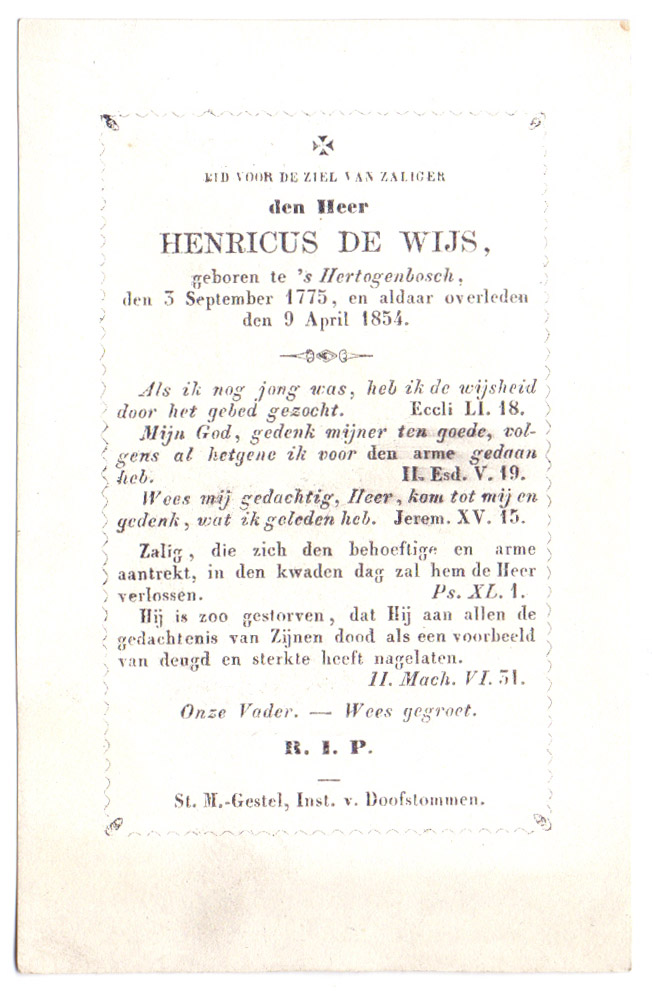 BID VOOR DE ZIEL VAN ZALIGER
den Heer
HENRICUS DE WIJS,
geboren te 's Hertogenbosch,
den 3 September 1775, en aldaar overleden
den 9 April 1854.
Als ik nog jong was, heb ik de wijsheid
door het gebed gezocht. Eccli LI. 18.
Mijn God, gedenk mijner ten goede, vol-
gens al hetgene ik voor den arme gedaan
heb. II. Esd. V. 19.
Wees mij gedachtig, Heer, kom tot mij en
gedenk, wat ik geleden heb. Jerem. XV. 15.
Zalig, die zich den behoeftige en arme
aantrekt, in den kwaden dag zal hem de Heer
verlossen. Ps. XL. 1.
Hij is zoo gestorven, dat Hij aan allen de
gedachtenis van Zijnen dood als een voorbeeld
van deugd en sterkte heeft nagelaten.
II. Mach. VI. 31.
Onze Vader. — Wees gegroet.
R. I. P.
St. M.-Gestel, Inst. v. Doofstommen.